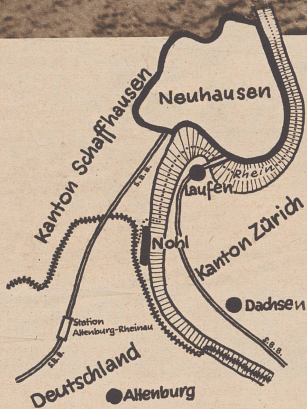 Neuhausen
Kanton Schaffhausen
S.B.B.
Rhein
Laufen
Kanton Zürich
Nohl
Dachsen
Station
Altenburg-Rheinau
S.B.B.
S.B.B.
Deutschland
Altenburg